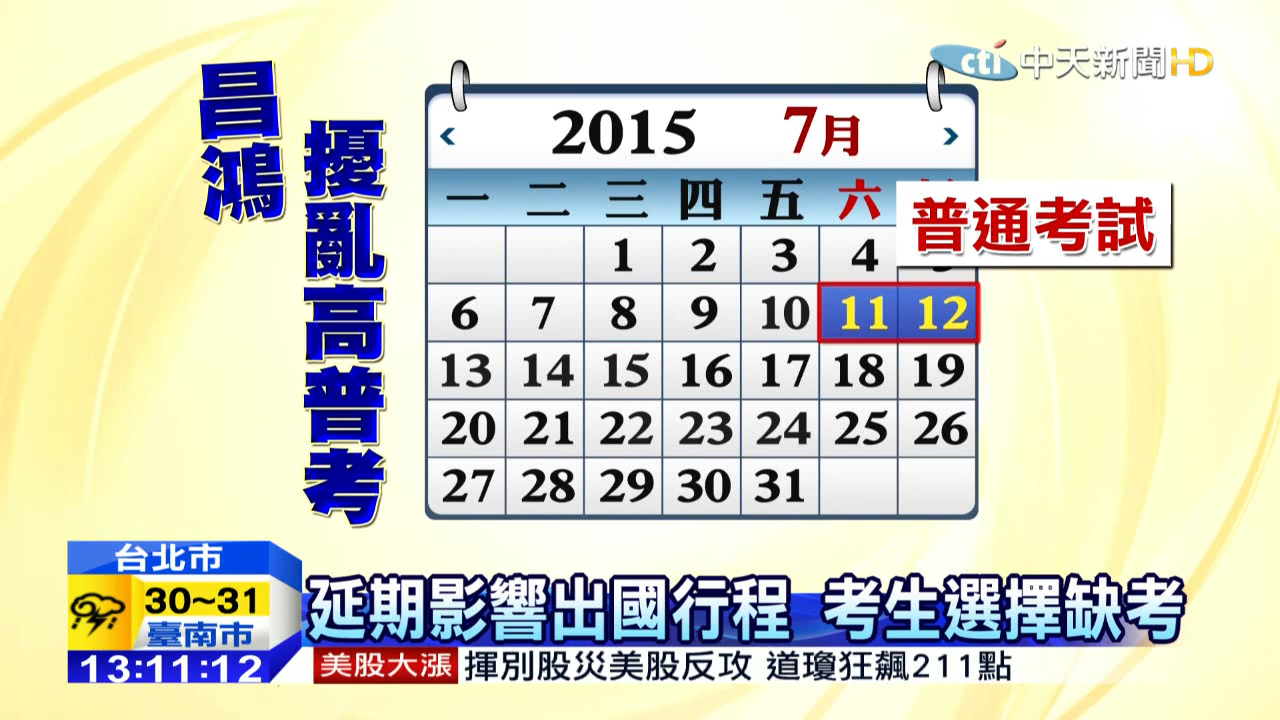 昌鴻
擾亂高普考
cti 中天新聞HD
2015 7月
一 二 三 四 五 六
普通考試
1 2 3 4
6 7 8 9 10 11 12
13 14 15 16 17 18 19
20 21 22 23 24 25 26
27 28 29 30 31
台北市
30~31
臺南市
13:11:12
延期影響出國行程 考生選擇缺考
美股大漲 揮別股災美股反攻 道瓊狂飆211點